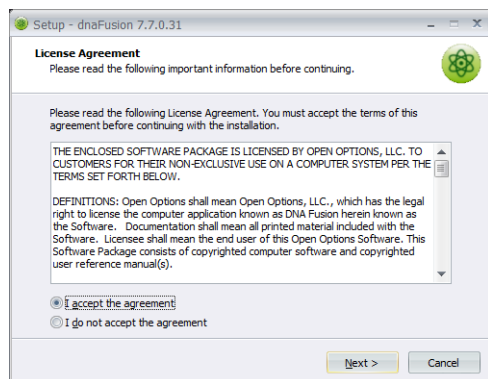 Setup - dnaFusion 7.7.0.31
License Agreement
Please read the following important information before continuing.
Please read the following License Agreement. You must accept the terms of this
agreement before continuing with the installation.
THE ENCLOSED SOFTWARE PACKAGE IS LICENSED BY OPEN OPTIONS, LLC. TO
CUSTOMERS FOR THEIR NON-EXCLUSIVE USE ON A COMPUTER SYSTEM PER THE
TERMS SET FORTH BELOW.
DEFINITIONS: Open Options shall mean Open Options, LLC., which has the legal
right to license the computer application known as DNA Fusion herein known as
the Software. Documentation shall mean all printed material included with the
Software. Licensee shall mean the end user of this Open Options Software. This
Software Package consists of copyrighted computer software and copyrighted
user reference manual(s).
I accept the agreement
I do not accept the agreement
Next >
Cancel